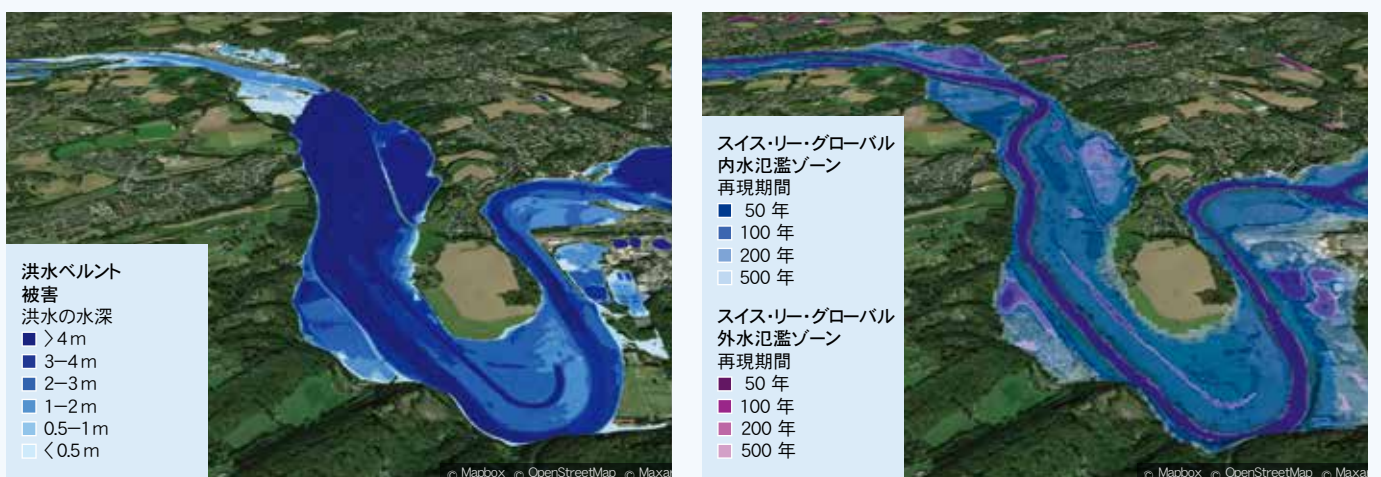 洪水ベルント
被害
洪水の水深
>4m
3–4m
2–3m
1–2m
0.5–1m
<0.5m
© Mapbox © OpenStreetMap © Maxar
スイス・リー・グローバル
内水氾濫ゾーン
再現期間
50 年
100 年
200 年
500 年
スイス・リー・グローバル
外水氾濫ゾーン
再現期間
50 年
100 年
200 年
500 年
© Mapbox © OpenStreetMap © Maxar